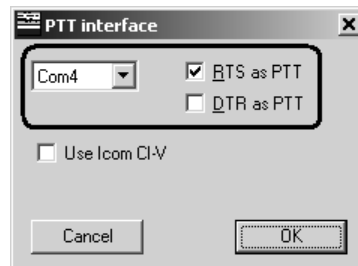 PTT interface
Com4
RTS as PTT
DTR as PTT
Use Icom CI-V
Cancel
OK